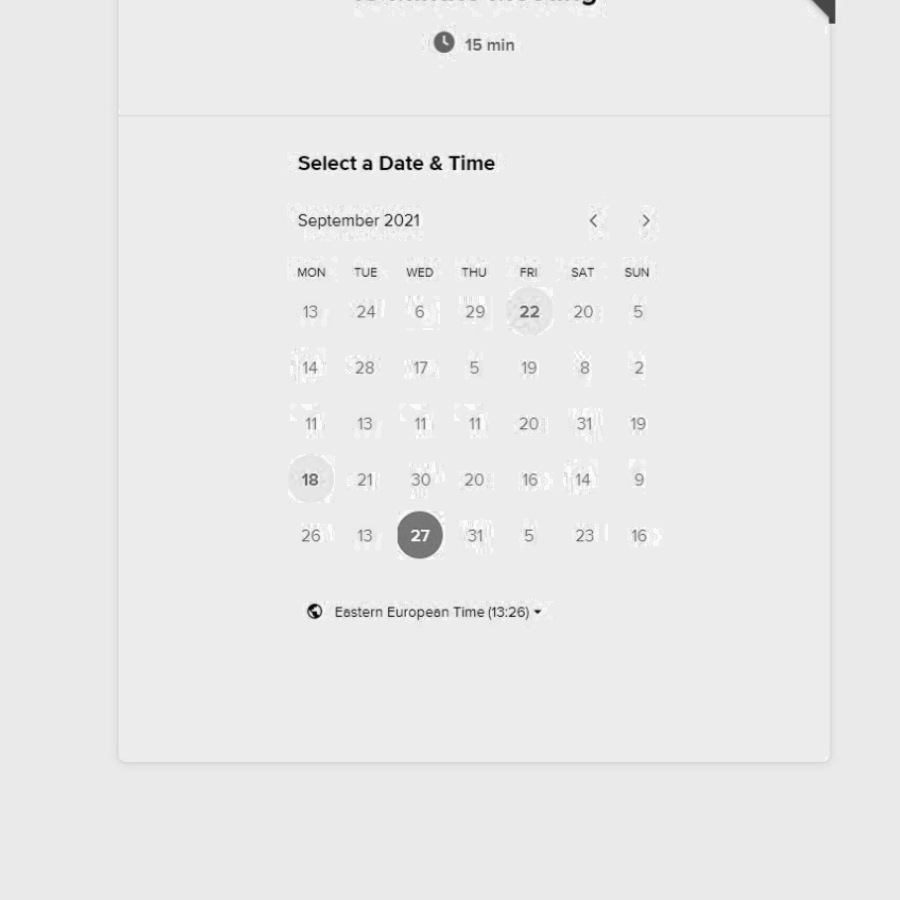 15 min
Select a Date & Time
September 2021
MON TUE WED THU FRI SAT SUN
13 24 6 29 22 20 5
14 28 17 5 19 8 2
11 13 11 11 20 31 19
18 21 30 20 16 14 9
26 13 27 31 5 23 16
Eastern European Time (13:26)